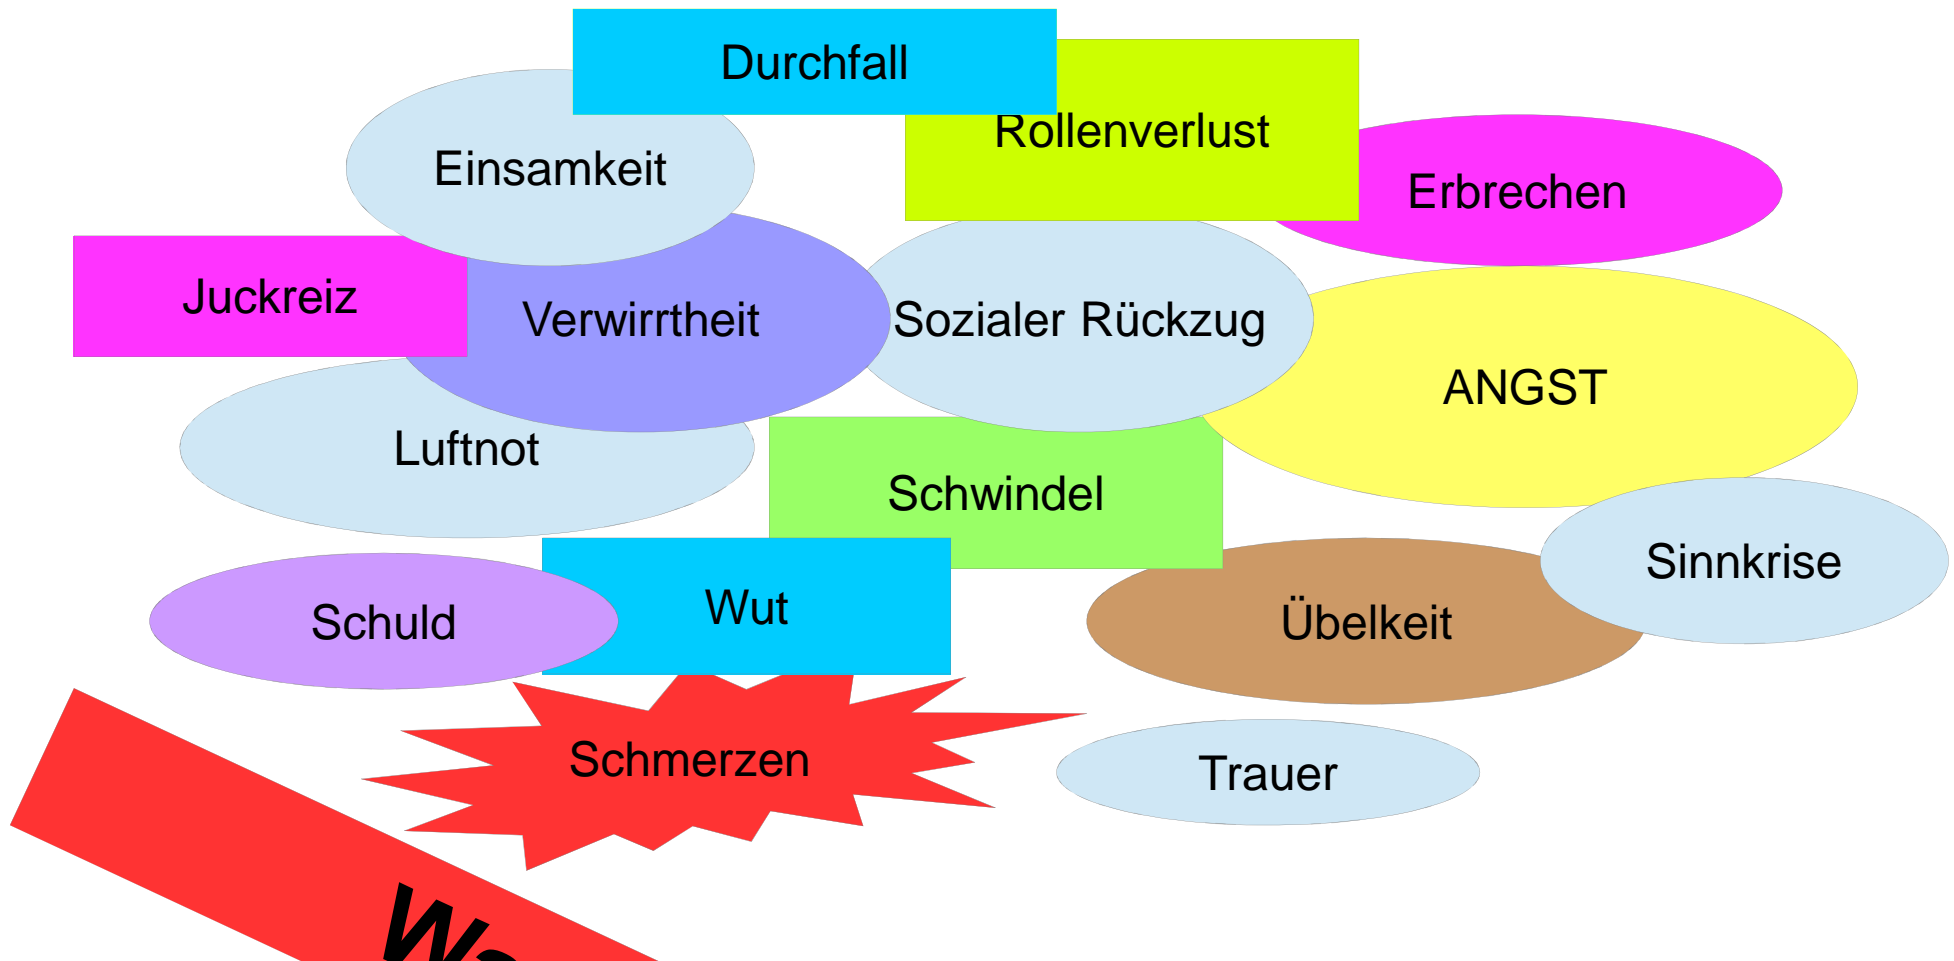 Durchfall
Rollenverlust
Einsamkeit
Erbrechen
Juckreiz
Verwirrtheit
Sozialer Rückzug
ANGST
Luftnot
Schwindel
Sinnkrise
Schuld
Wut
Übelkeit
Schmerzen
Trauer